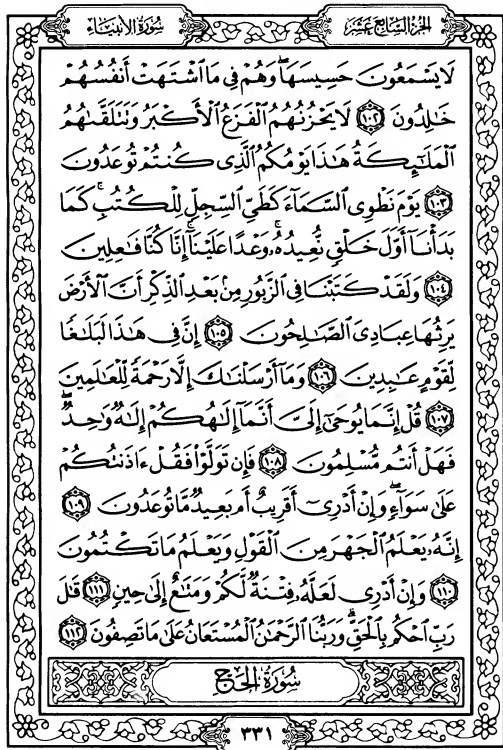 الجزء السابع عشر
سورة الأنبياء
لَا يَسْمَعُونَ حَسِيسَهَا ۖ وَهُمْ فِي مَا اشْتَهَتْ أَنفُسُهُمْ
خَالِدُونَ ﴿١٠٢﴾ لَا يَحْزُنُهُمُ الْفَزَعُ الْأَكْبَرُ وَتَتَلَقَّاهُمُ
الْمَلَائِكَةُ هَٰذَا يَوْمُكُمُ الَّذِي كُنتُمْ تُوعَدُونَ
﴿١٠٣﴾ يَوْمَ نَطْوِي السَّمَاءَ كَطَيِّ السِّجِلِّ لِلْكُتُبِ ۚ كَمَا
بَدَأْنَا أَوَّلَ خَلْقٍ نُّعِيدُهُ ۚ وَعْدًا عَلَيْنَا ۚ إِنَّا كُنَّا فَاعِلِينَ
﴿١٠٤﴾ وَلَقَدْ كَتَبْنَا فِي الزَّبُورِ مِن بَعْدِ الذِّكْرِ أَنَّ الْأَرْضَ
يَرِثُهَا عِبَادِيَ الصَّالِحُونَ ﴿١٠٥﴾ إِنَّ فِي هَٰذَا لَبَلَاغًا
لِّقَوْمٍ عَابِدِينَ ﴿١٠٦﴾ وَمَا أَرْسَلْنَاكَ إِلَّا رَحْمَةً لِّلْعَالَمِينَ
﴿١٠٧﴾ قُلْ إِنَّمَا يُوحَىٰ إِلَيَّ أَنَّمَا إِلَٰهُكُمْ إِلَٰهٌ وَاحِدٌ ۖ
فَهَلْ أَنتُم مُّسْلِمُونَ ﴿١٠٨﴾ فَإِن تَوَلَّوْا فَقُلْ آذَنتُكُمْ
عَلَىٰ سَوَاءٍ ۖ وَإِنْ أَدْرِي أَقَرِيبٌ أَم بَعِيدٌ مَّا تُوعَدُونَ ﴿١٠٩﴾
إِنَّهُ يَعْلَمُ الْجَهْرَ مِنَ الْقَوْلِ وَيَعْلَمُ مَا تَكْتُمُونَ
﴿١١٠﴾ وَإِنْ أَدْرِي لَعَلَّهُ فِتْنَةٌ لَّكُمْ وَمَتَاعٌ إِلَىٰ حِينٍ ﴿١١١﴾ قَالَ
رَبِّ احْكُم بِالْحَقِّ ۗ وَرَبُّنَا الرَّحْمَٰنُ الْمُسْتَعَانُ عَلَىٰ مَا تَصِفُونَ ﴿١١٢﴾
سورة الحج
٣٣١